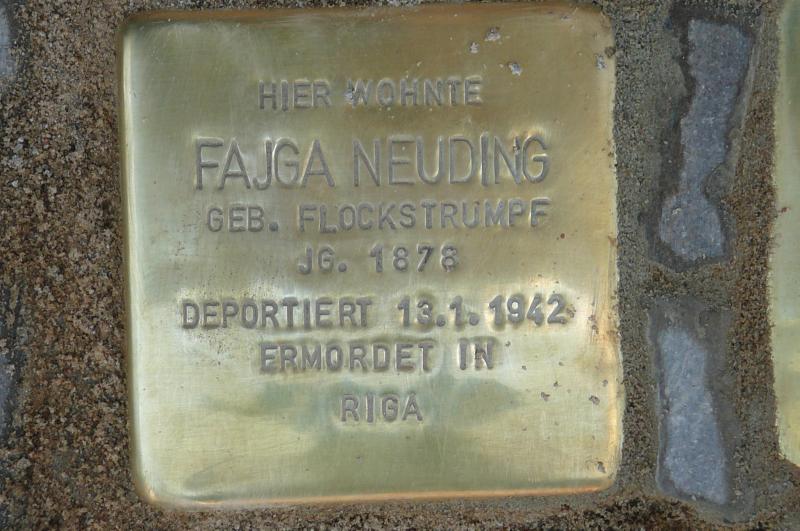 HIER WOHNTE
FAJGA NEUDING
GEB. FLOCKSTRUMPF
JG. 1878
DEPORTIERT 13.1.1942
ERMORDET IN
RIGA